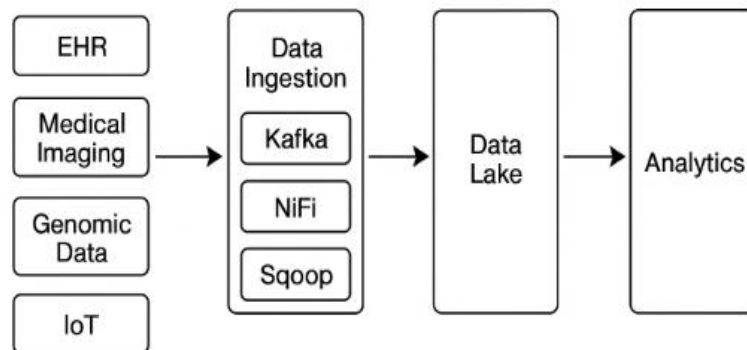 EHR
Medical
Imaging
Genomic
Data
IoT
Data
Ingestion
Kafka
NiFi
Sqoop
Data
Lake
Analytics